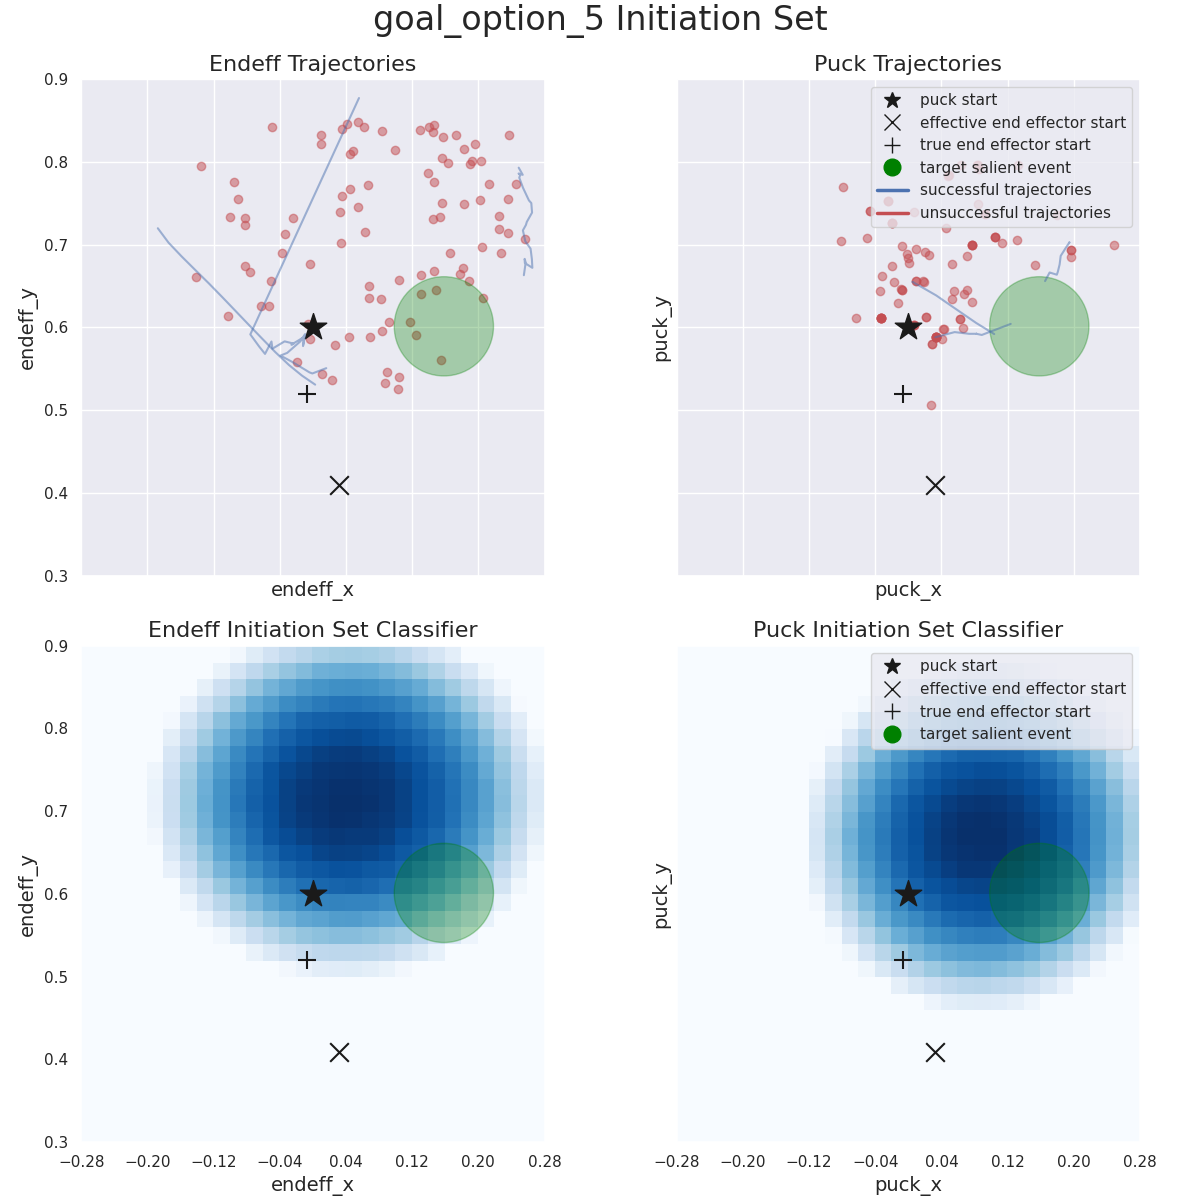 goal_option_5 Initiation Set
Endeff Trajectories
0.9
0.8
0.7
0.6
0.5
0.4
0.3
endeff_y
endeff_x
Puck Trajectories
puck start
effective end effector start
true end effector start
target salient event
successful trajectories
unsuccessful trajectories
puck_y
puck_x
Endeff Initiation Set Classifier
0.9
0.8
0.7
0.6
0.5
0.4
0.3
endeff_y
−0.28 −0.20 −0.12 −0.04 0.04 0.12 0.20 0.28
endeff_x
Puck Initiation Set Classifier
puck start
effective end effector start
true end effector start
target salient event
puck_y
−0.28 −0.20 −0.12 −0.04 0.04 0.12 0.20 0.28
puck_x